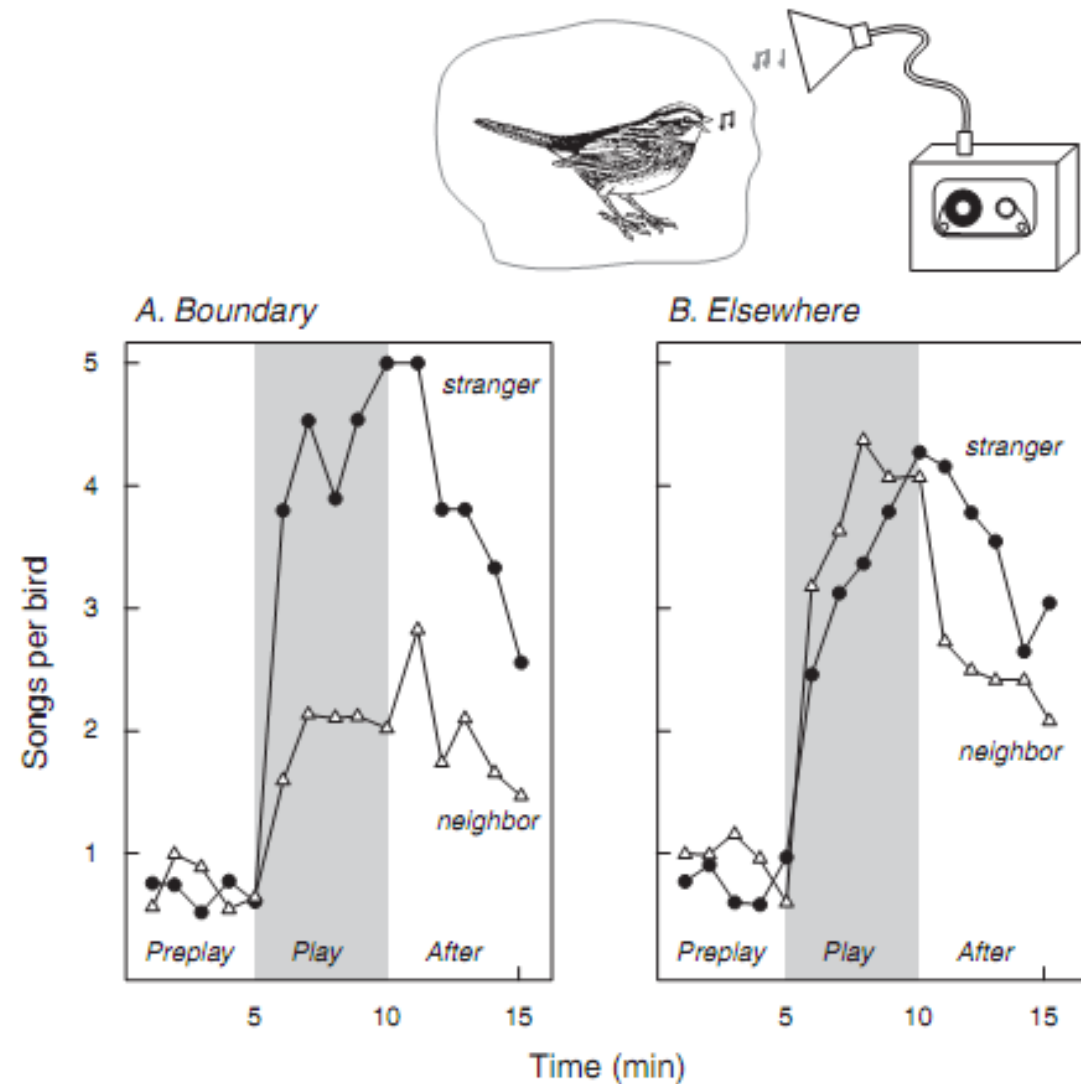 A. Boundary
B. Elsewhere
Songs per bird
5
4
3
2
1
stranger
neighbor
Preplay
Play
After
5
10
15
stranger
neighbor
Preplay
Play
After
5
10
15
Time (min)